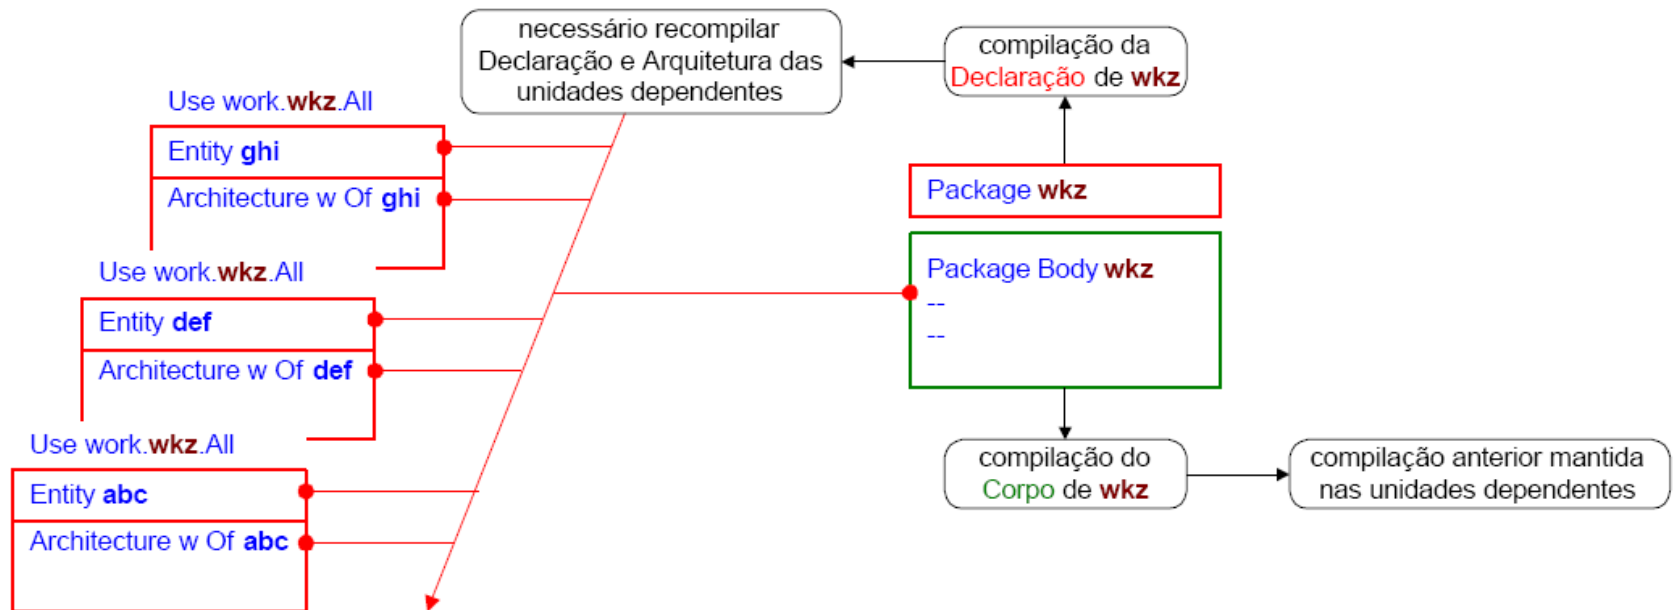 necessário recompilar
Declaração e Arquitetura das
unidades dependentes
compilação da
Declaração de wkz
Use work.wkz.All
Entity ghi
Architecture w Of ghi
Package wkz
Use work.wkz.All
Entity def
Architecture w Of def
Package Body wkz
--
--
Use work.wkz.All
Entity abc
Architecture w Of abc
compilação do
Corpo de wkz
compilação anterior mantida
nas unidades dependentes